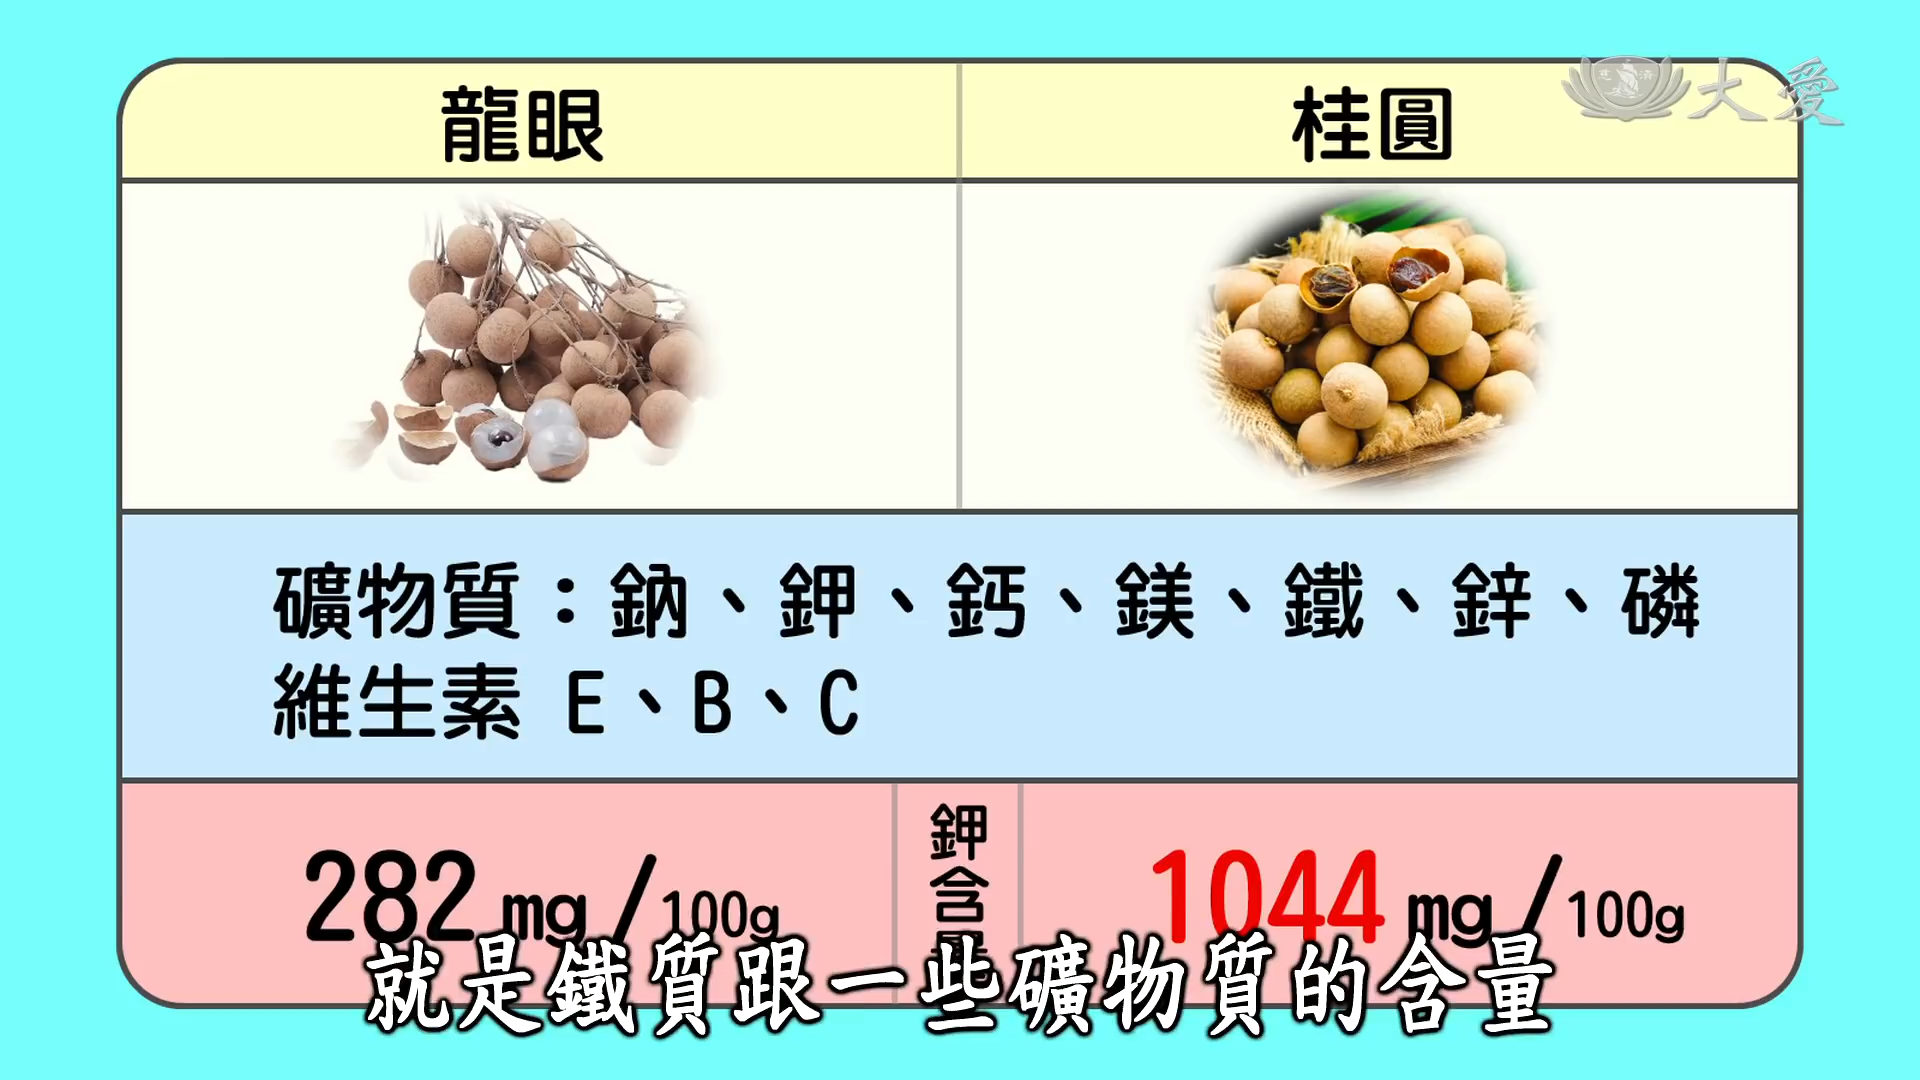 大愛
龍眼
桂圓
礦物質：鈉、鉀、鈣、鎂、鐵、鋅、磷
維生素 E、B、C
282 mg/100g
鉀含量
1044 mg/100g
就是鐵質跟一些礦物質的含量